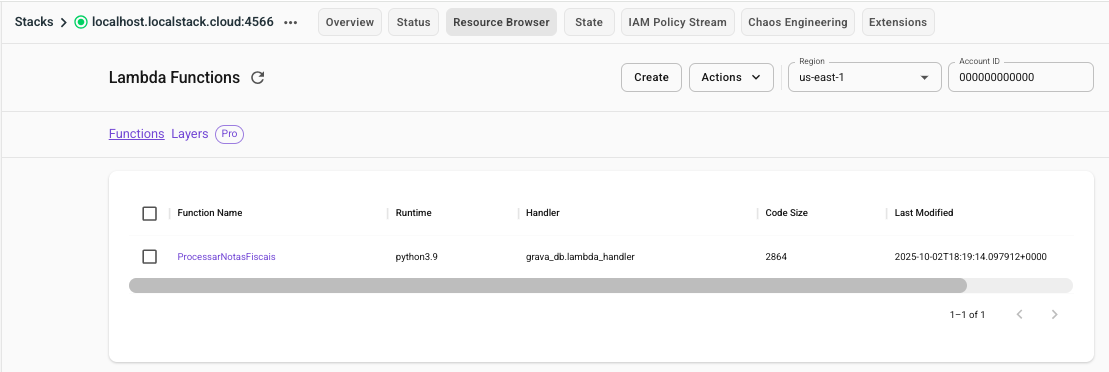 Stacks > localhost.localstack.cloud:4566 ••• Overview Status Resource Browser State IAM Policy Stream Chaos Engineering Extensions
Lambda Functions Create Actions Region us-east-1 Account ID 000000000000
Functions Layers Pro
Function Name Runtime Handler Code Size Last Modified
ProcessarNotasFiscais python3.9 grava_db.lambda_handler 2864 2025-10-02T18:19:14.097912+0000
1–1 of 1